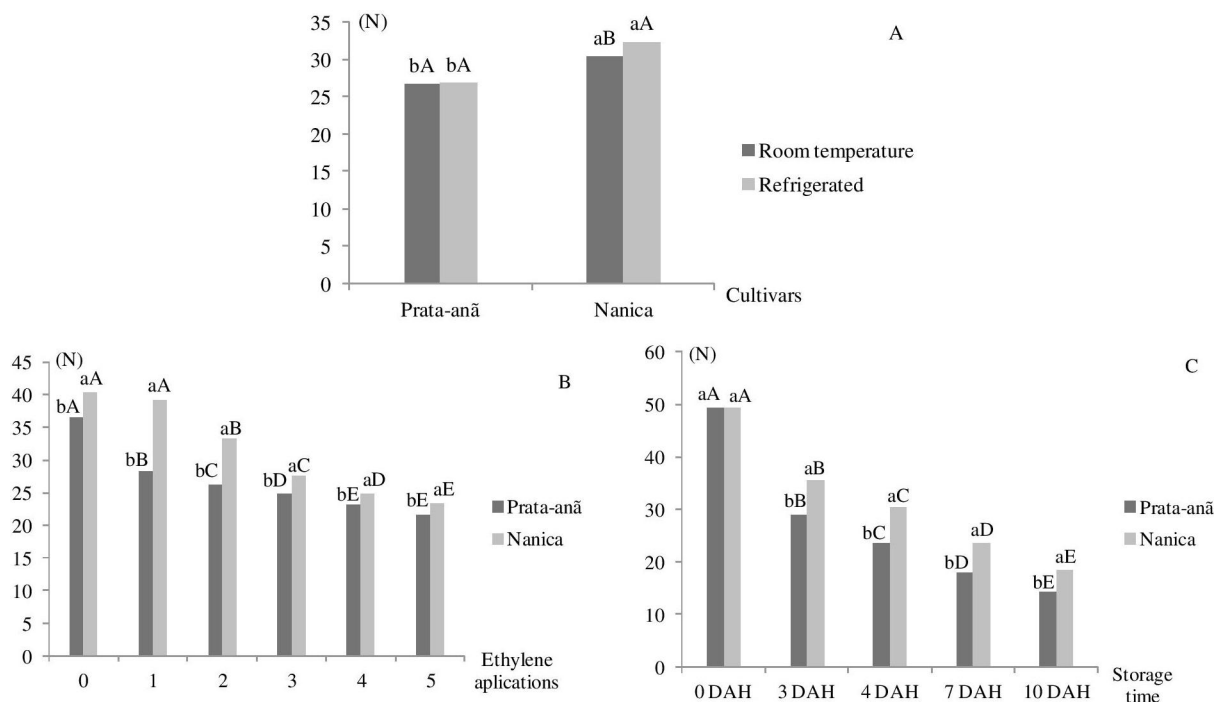 (N)
A
35
30
25
20
15
10
5
0
bA
bA
aB
aA
Prata-anã
Nanica
Cultivars
Room temperature
Refrigerated
(N)
B
45
40
35
30
25
20
15
10
5
0
bA
aA
bB
aA
bC
aB
bD
aC
bE
aD
bE
aE
0
1
2
3
4
5
Ethylene
aplications
Prata-anã
Nanica
(N)
C
60
50
40
30
20
10
0
aA
aA
bB
aB
bC
aC
bD
aD
bE
aE
0 DAH
3 DAH
4 DAH
7 DAH
10 DAH
Storage
time
Prata-anã
Nanica